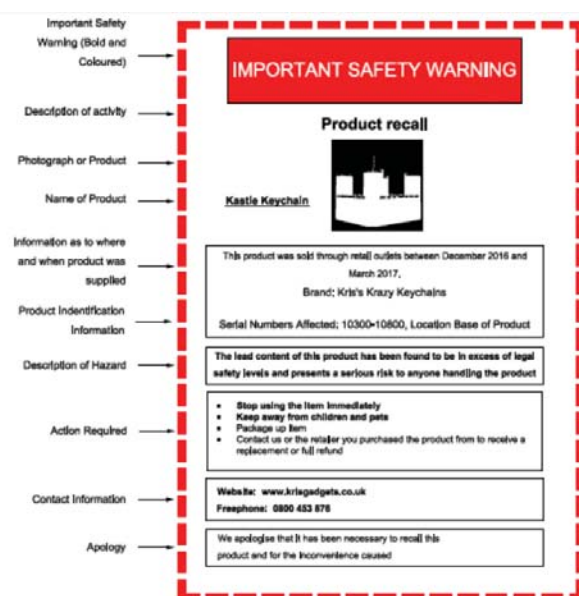 Important Safety
Warning (Bold and
Coloured)
IMPORTANT SAFETY WARNING
Description of activity
Product recall
Photograph or Product
Name of Product
Kastle Keychain
Information as to where
and when product was
supplied
This product was sold through retail outlets between December 2016 and
March 2017.
Brand: Kris's Krazy Keychains
Product Indentification
Information
Serial Numbers Affected: 10300-10800, Location Base of Product
Description of Hazard
The lead content of this product has been found to be in excess of legal
safety levels and presents a serious risk to anyone handling the product
Action Required
• Stop using the item immediately
• Keep away from children and pets
• Package up item
• Contact us or the retailer you purchased the product from to receive a
replacement or full refund
Contact Information
Website: www.krisgadgets.co.uk
Freephone: 0800 453 876
Apology
We apologise that it has been necessary to recall this
product and for the inconvenience caused